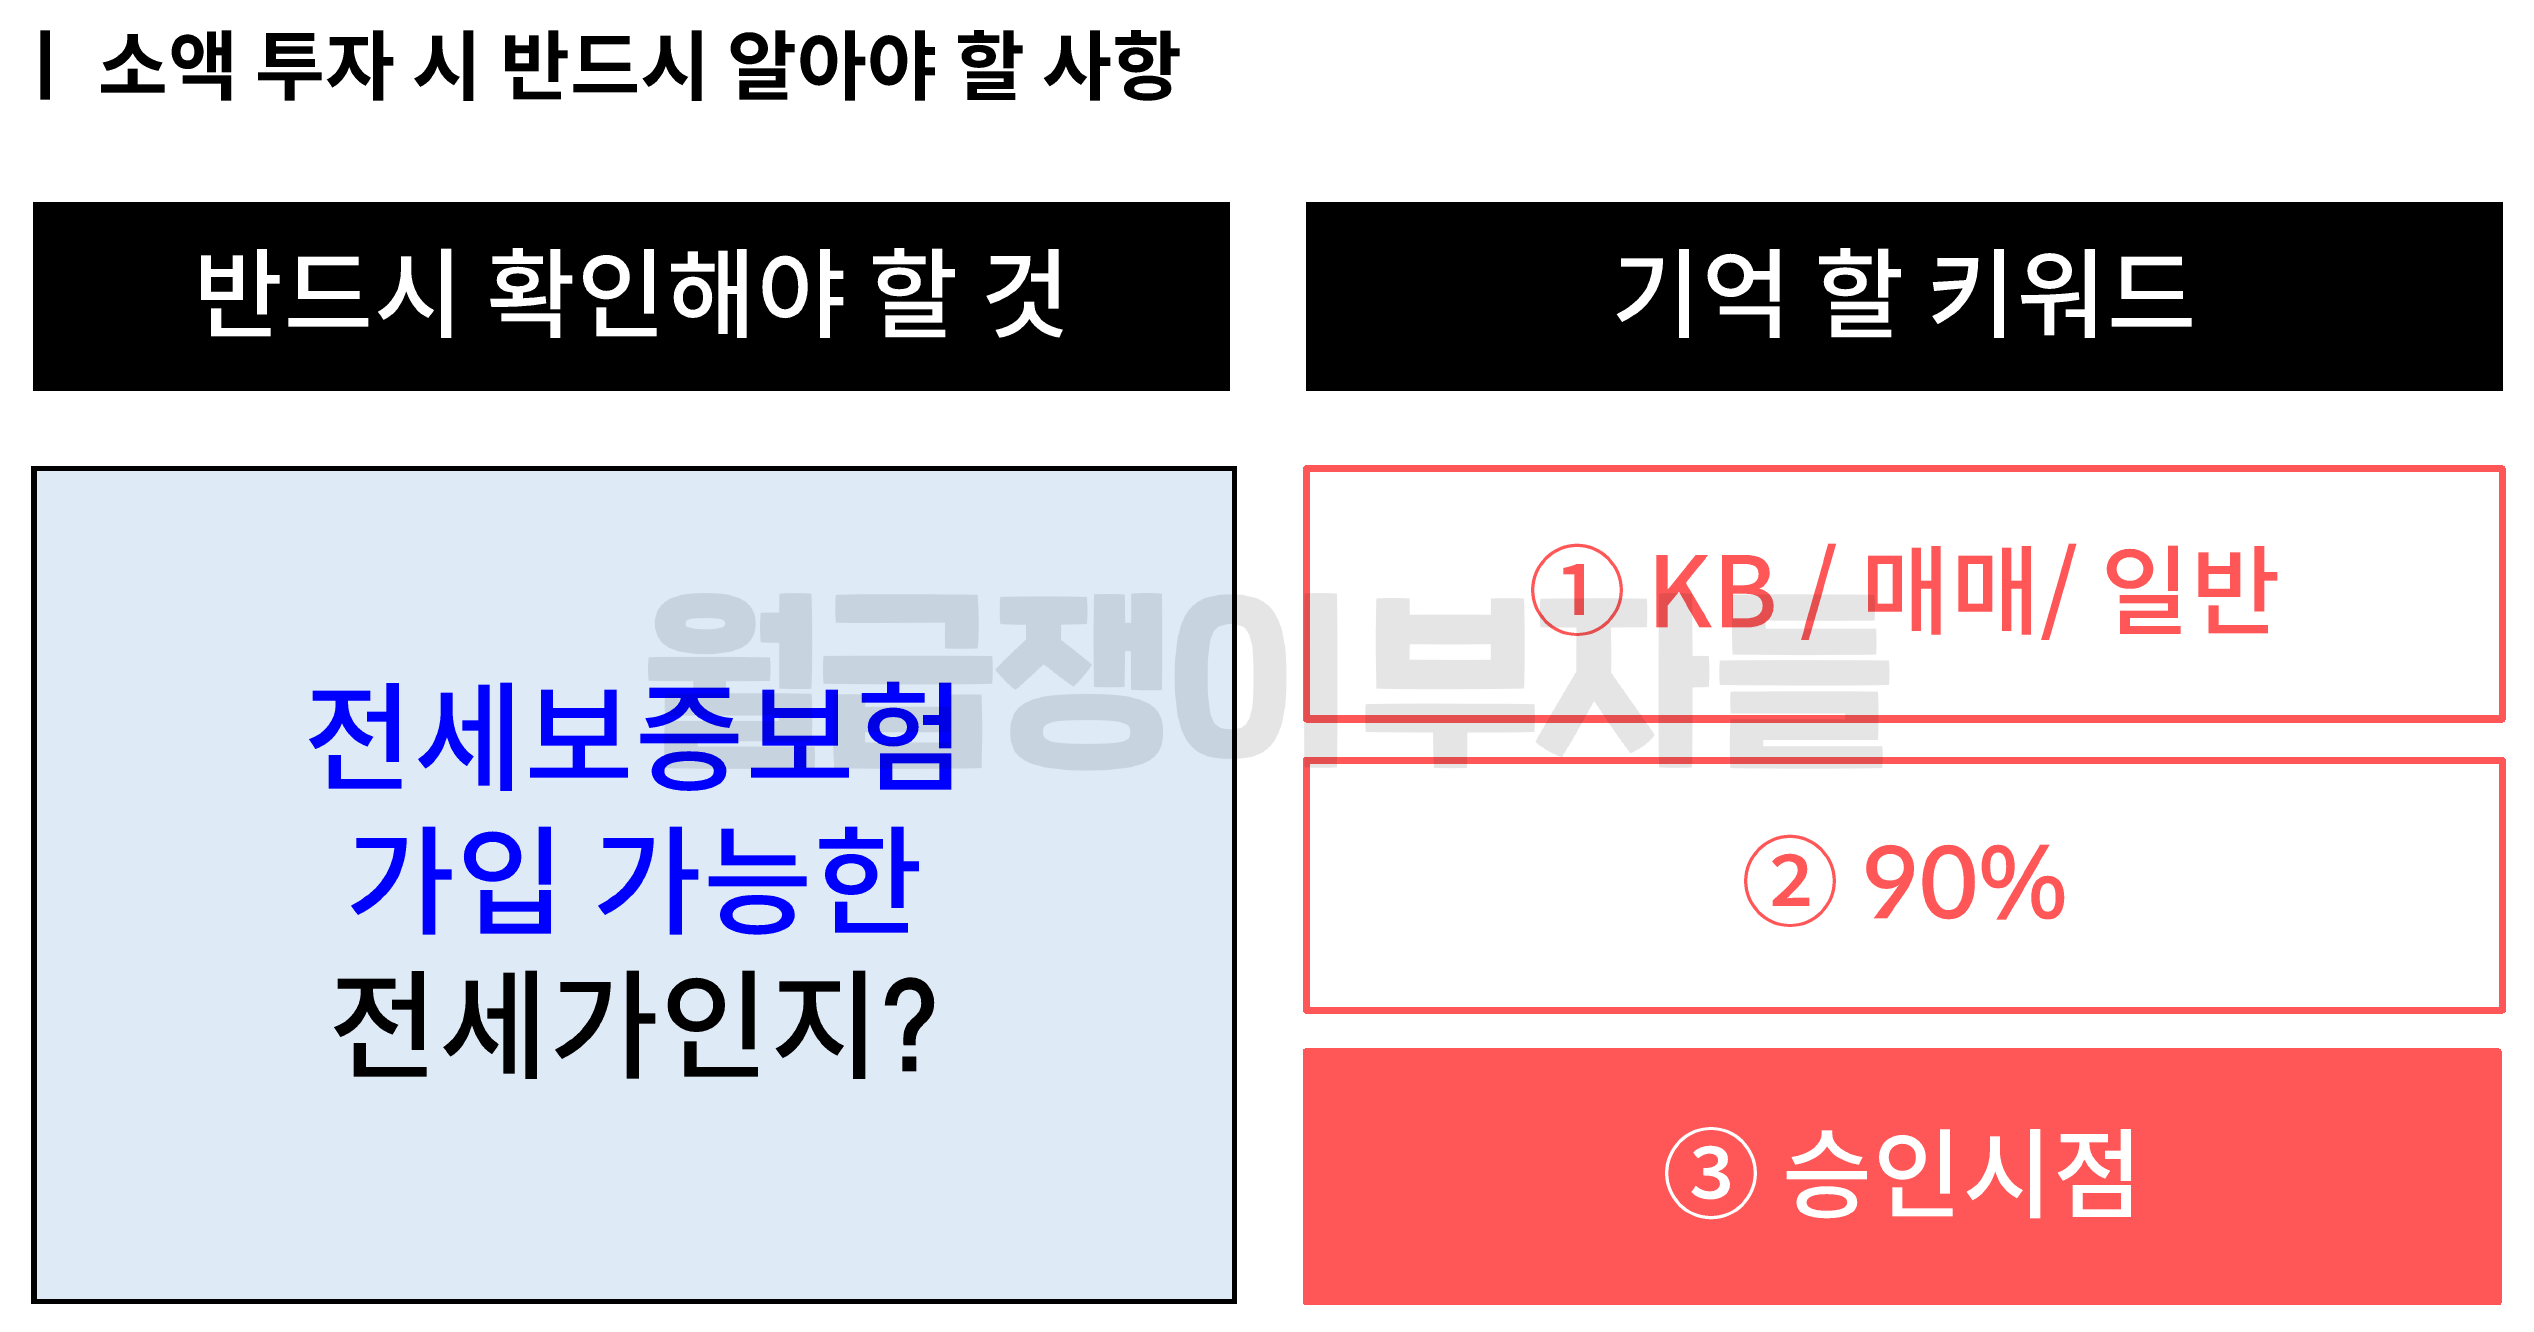 | 소액 투자 시 반드시 알아야 할 사항
반드시 확인해야 할 것
전세보증보험
가입 가능한
전세가인지?
기억 할 키워드
① KB / 매매/ 일반
② 90%
③ 승인시점
월급쟁이부자들